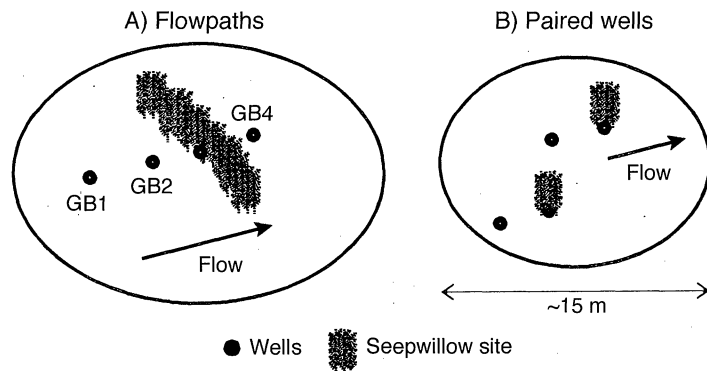 A) Flowpaths
B) Paired wells
GB4
GB2
GB1
Flow
Flow
~15 m
Wells
Seepwillow site